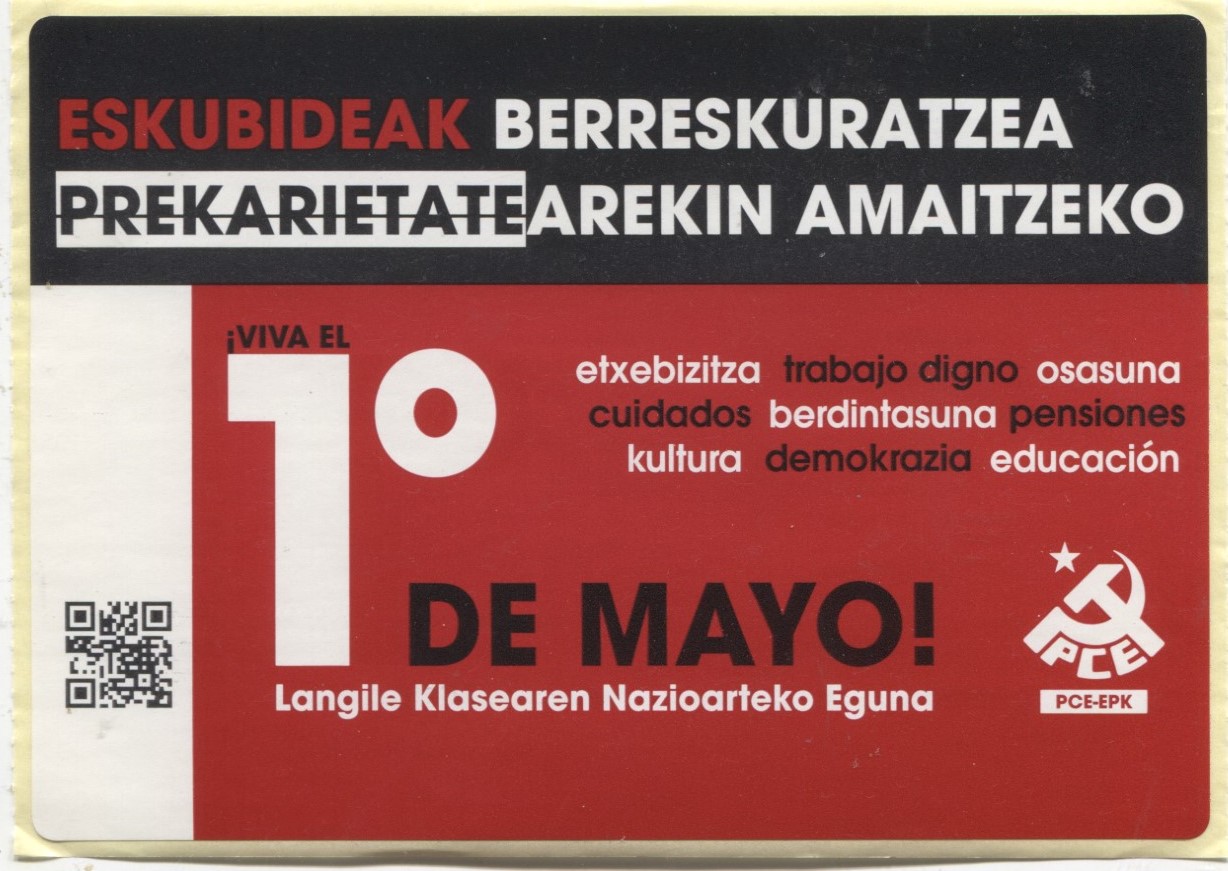 ESKUBIDEAK BERRESKURATZEA
PREKARIETATEAREKIN AMAITZEKO
¡VIVA EL
1º
DE MAYO!
Langile Klasearen Nazioarteko Eguna
etxebizitza trabajo digno osasuna
cuidados berdintasuna pensiones
kultura demokrazia educación
PCE
PCE-EPK